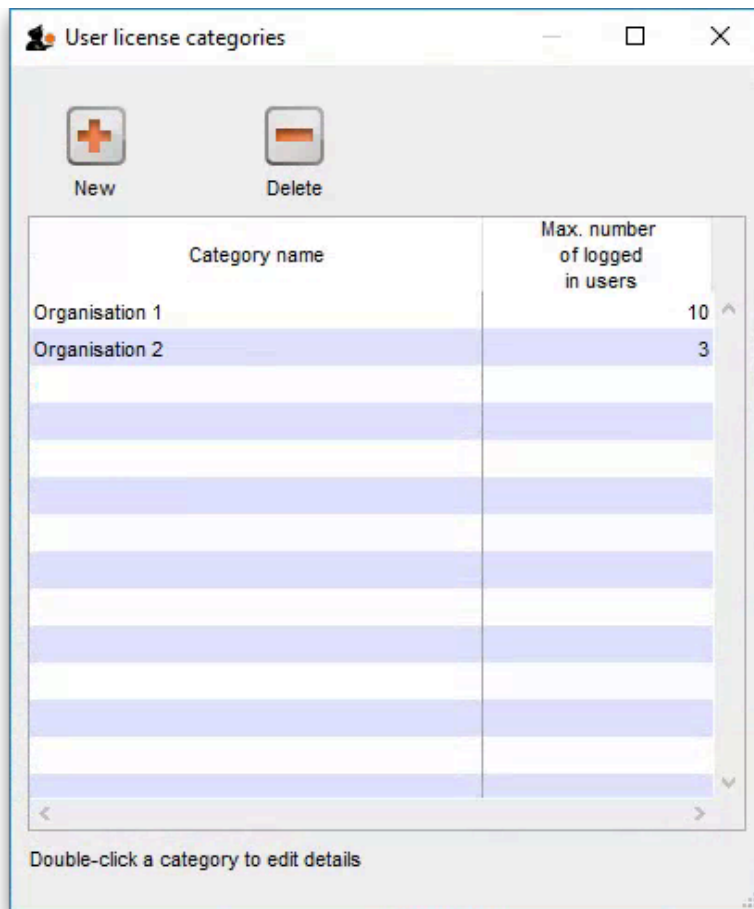 User license categories
New Delete
Category name
Max. number
of logged
in users
Organisation 1 10
Organisation 2 3
Double-click a category to edit details